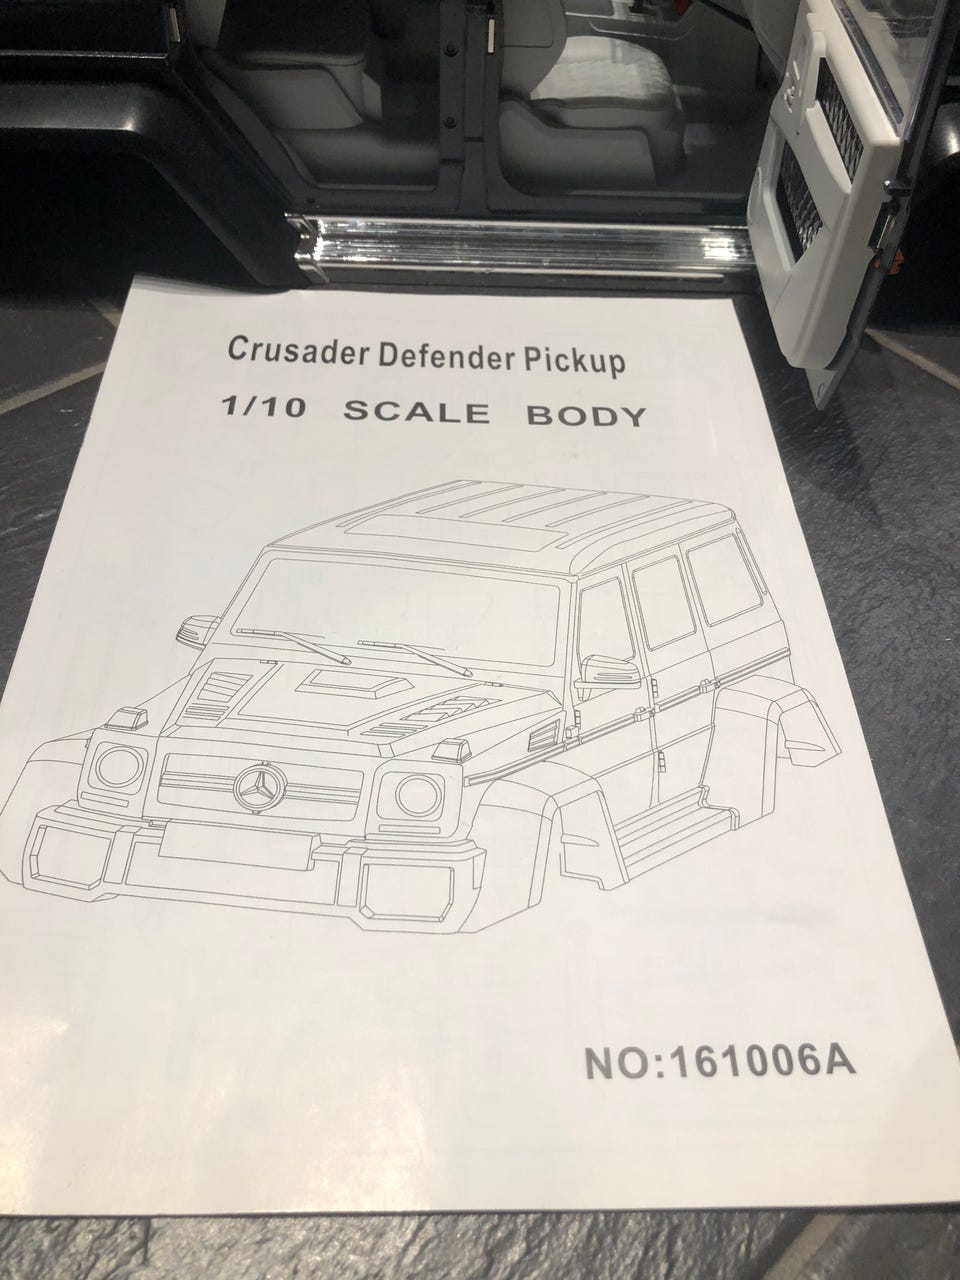 Crusader Defender Pickup
1/10 SCALE BODY
NO:161006A